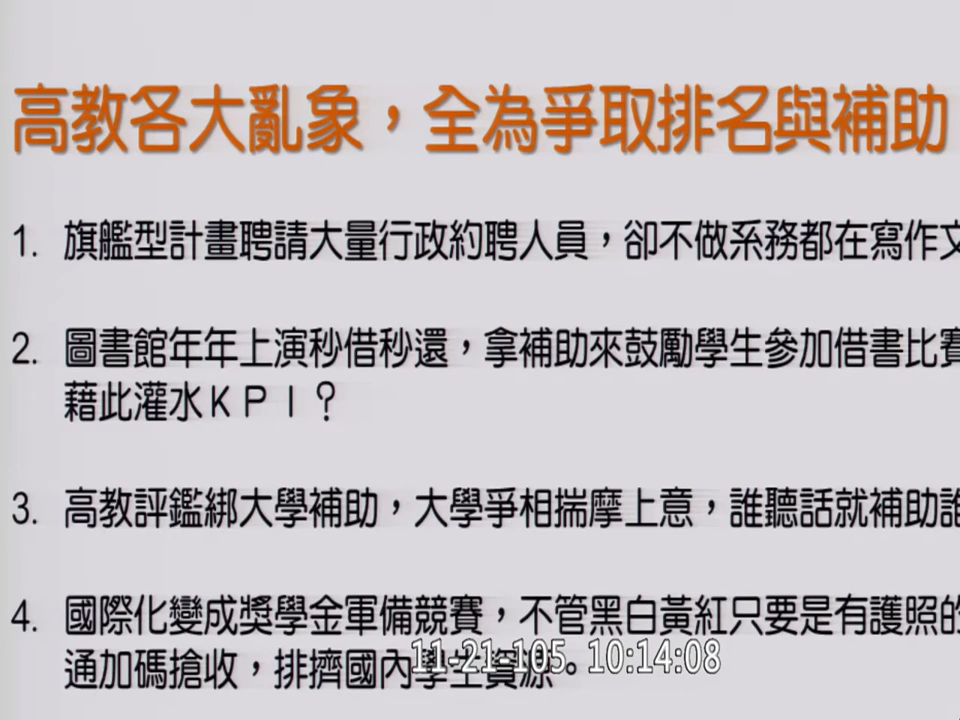 高教各大亂象，全為爭取排名與補助
1. 旗艦型計畫聘請大量行政約聘人員，卻不做系務都在寫作文
2. 圖書館年年上演秒借秒還，拿補助來鼓勵學生參加借書比賽
藉此灌水ＫＰＩ？
3. 高教評鑑綁大學補助，大學爭相揣摩上意，誰聽話就補助誰
4. 國際化變成獎學金軍備競賽，不管黑白黃紅只要是有護照的
通加碼搶收，排擠國內學生資源。
11-21-105 10:14:08